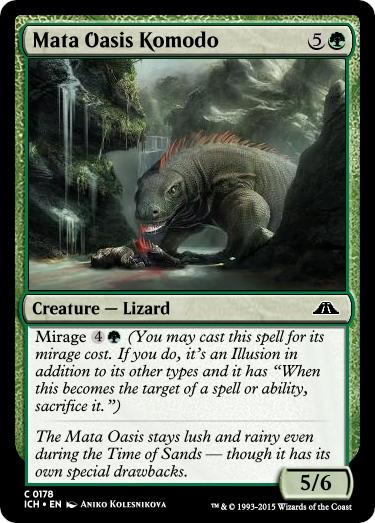 Mata Oasis Komodo 5
Creature — Lizard
Mirage 4 (You may cast this spell for its
mirage cost. If you do, it's an Illusion in
addition to its other types and it has “When
this becomes the target of a spell or ability,
sacrifice it.”)
The Mata Oasis stays lush and rainy even
during the Time of Sands — though it has its
own special drawbacks.
5/6
C 0178
ICH • EN Aniko Kolesnikova
™ & © 1993-2015 Wizards of the Coast